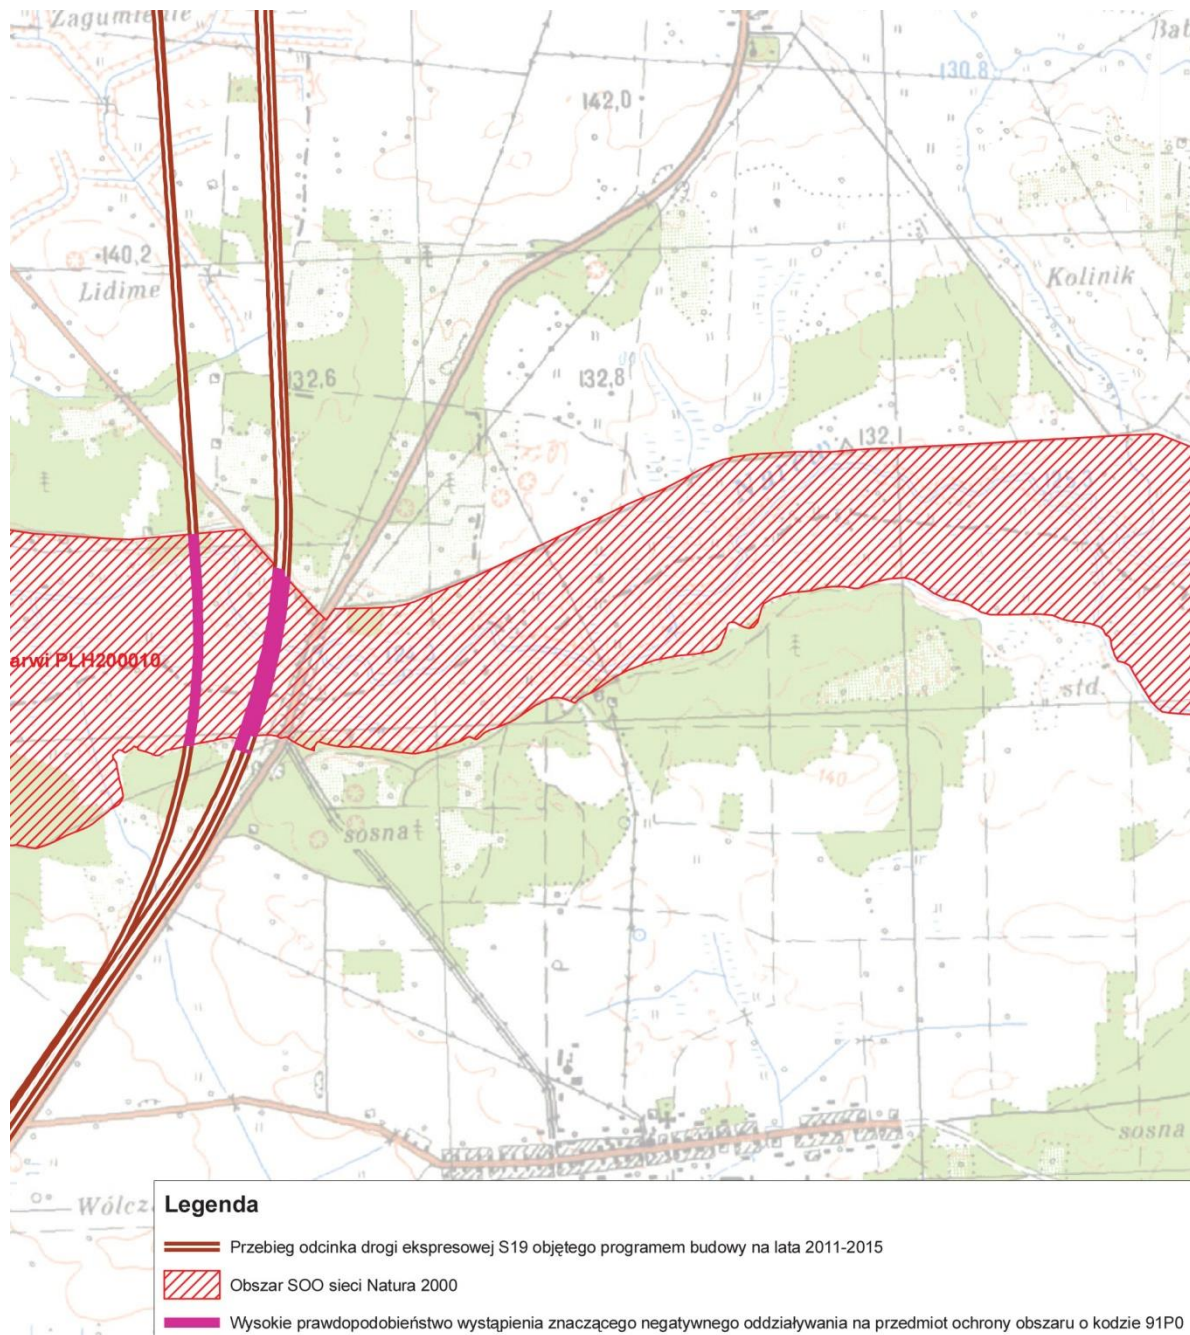 Zagumienie
Bat
130.8
142,0
140,2
Lidime
Kolinik
132,6
132,8
132,1
arwi PLH200010
std.
140
sosna
sosna
Legenda
Przebieg odcinka drogi ekspresowej S19 objętego programem budowy na lata 2011-2015
Obszar SOO sieci Natura 2000
Wysokie prawdopodobieństwo wystąpienia znaczącego negatywnego oddziaływania na przedmiot ochrony obszaru o kodzie 91P0